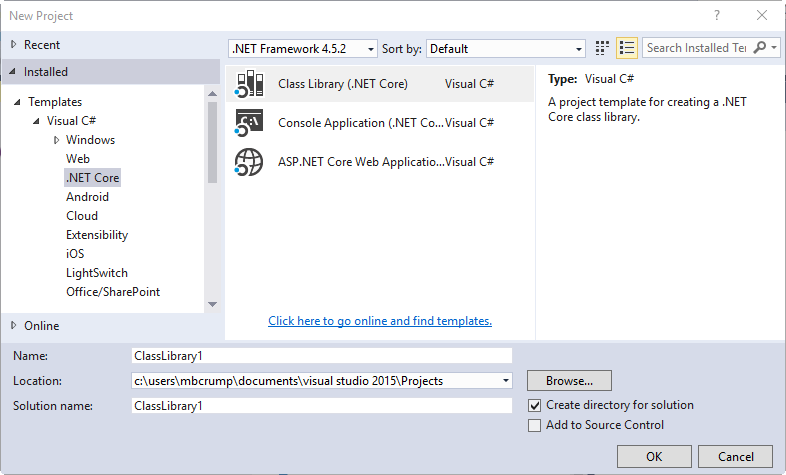 New Project
Recent
.NET Framework 4.5.2 Sort by: Default Search Installed Te
Installed
Templates
Visual C#
Windows
Web
.NET Core
Android
Cloud
Extensibility
iOS
LightSwitch
Office/SharePoint
Online
Class Library (.NET Core) Visual C#
Console Application (.NET Co... Visual C#
ASP.NET Core Web Applicatio... Visual C#
Click here to go online and find templates.
Type: Visual C#
A project template for creating a .NET
Core class library.
Name: ClassLibrary1
Location: c:\users\mbcrump\documents\visual studio 2015\Projects Browse...
Solution name: ClassLibrary1
Create directory for solution
Add to Source Control
OK Cancel